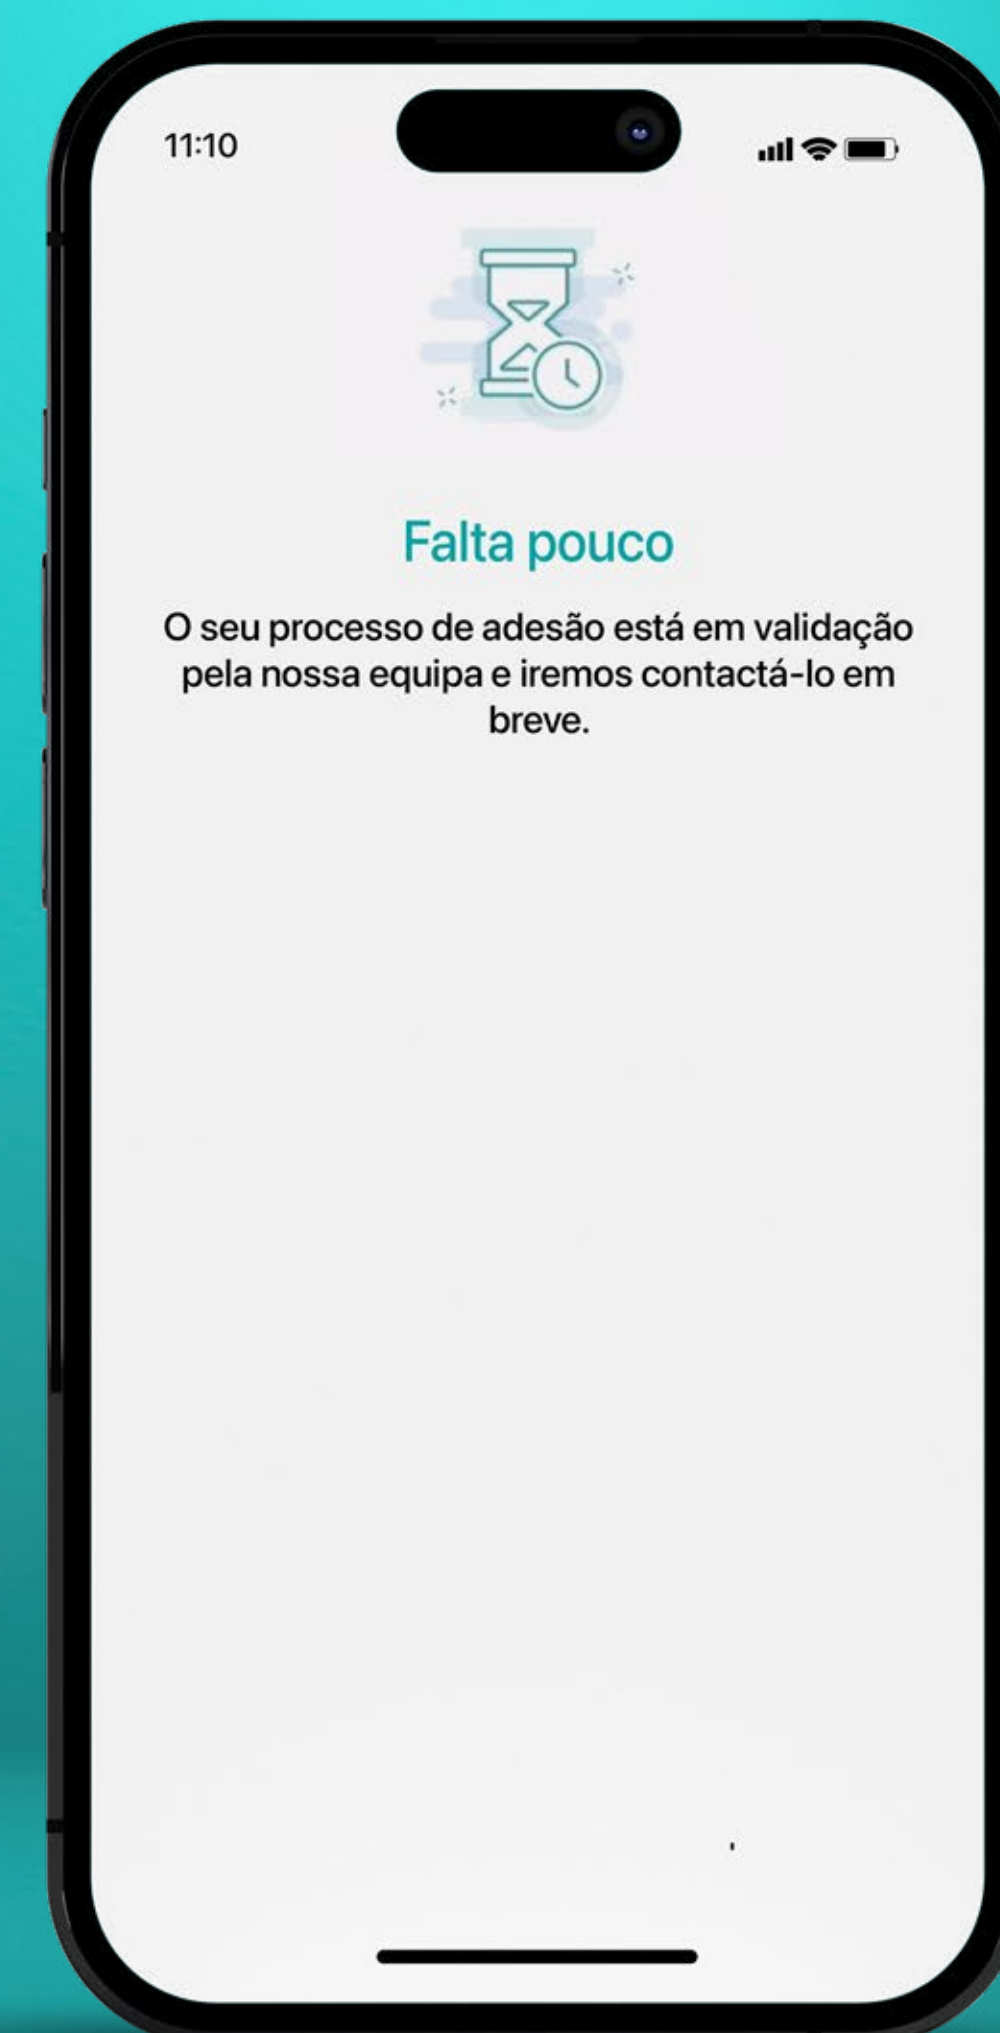 11:10
Falta pouco
O seu processo de adesão está em validação
pela nossa equipa e iremos contactá-lo em
breve.